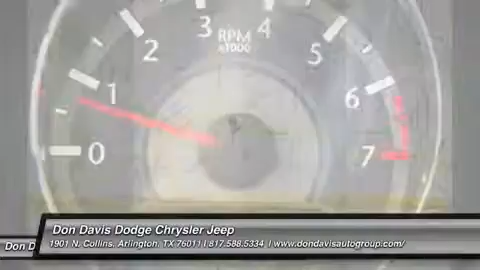 3 4
RPM
x1000
2 5
1 6
0 7
Don Davis Dodge Chrysler Jeep
1901 N. Collins, Arlington, TX 76011 | 817.588.5334 | www.dondavisautogroup.com/
Don D